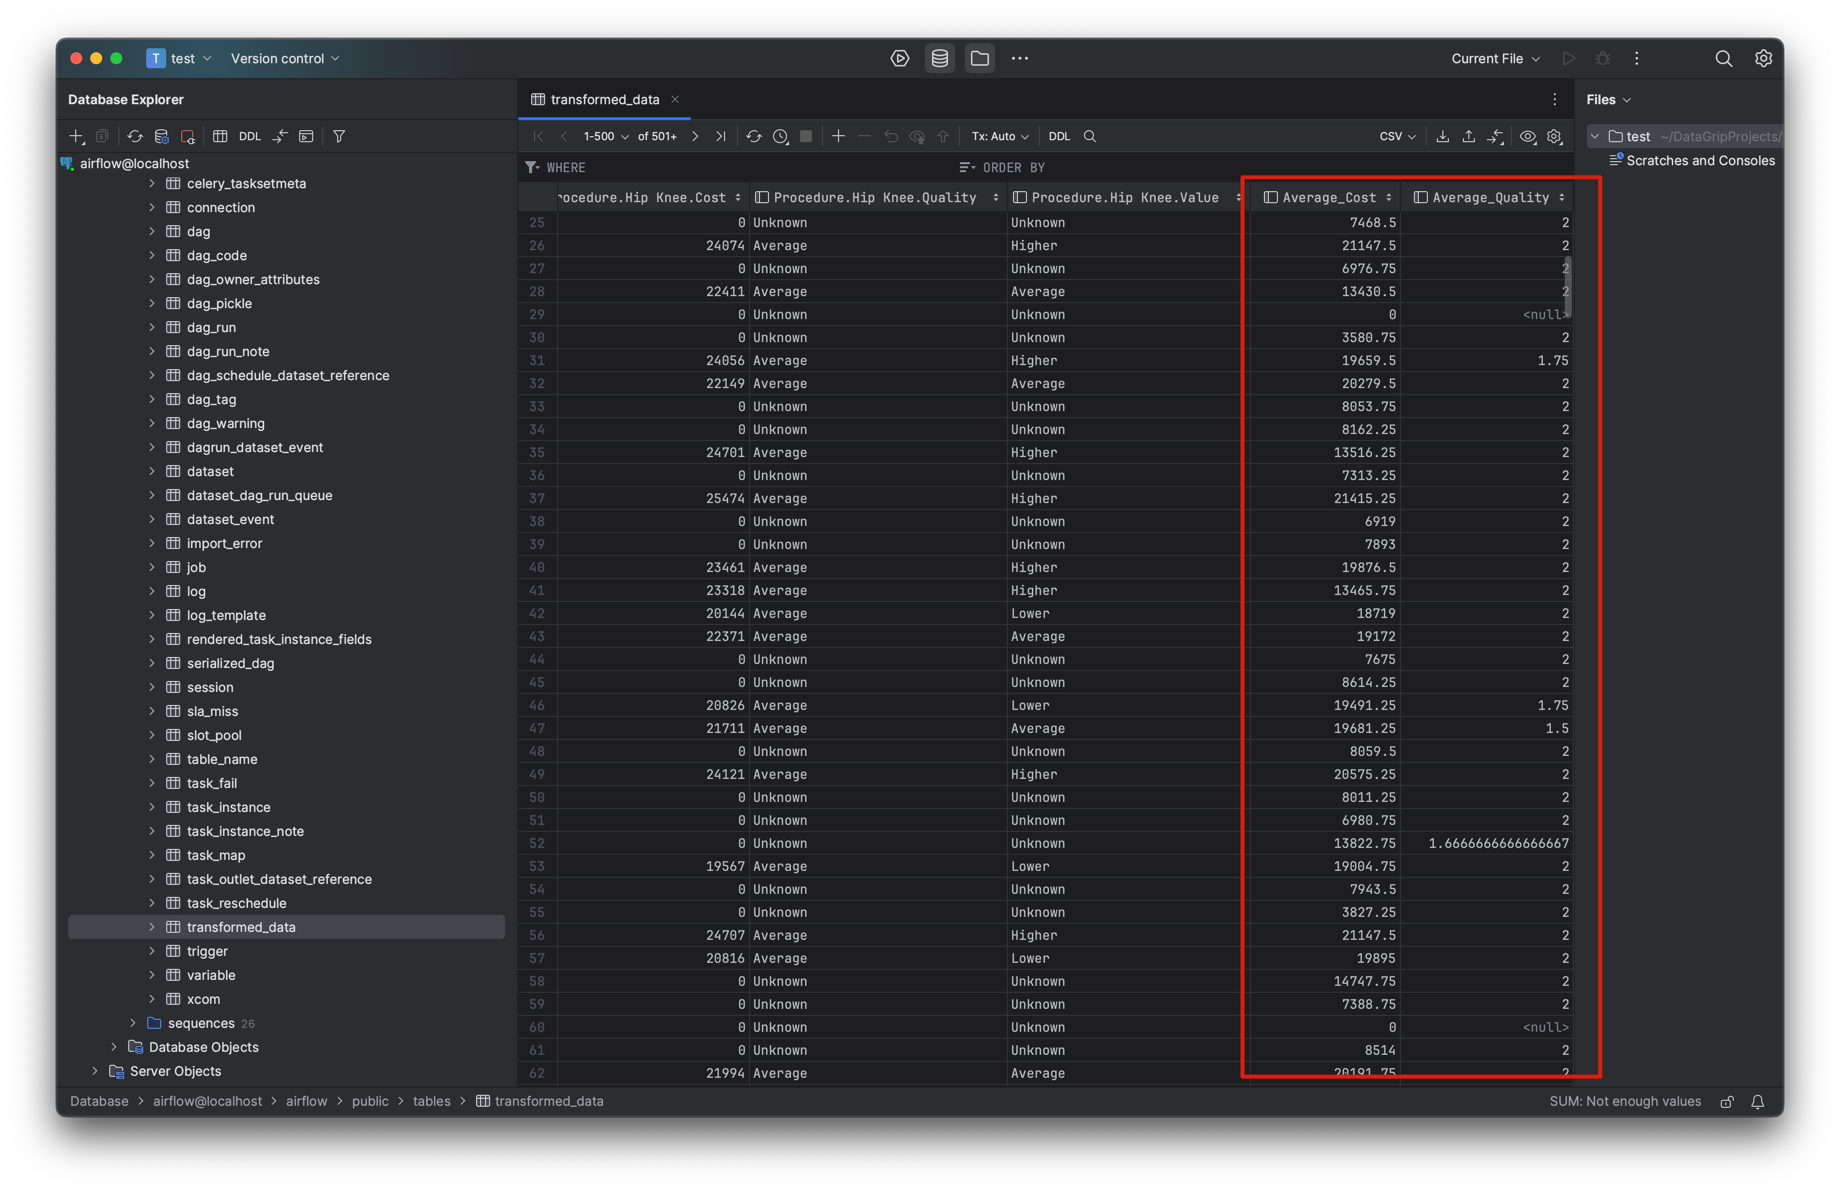 T test Version control Current File
Database Explorer
transformed_data
Files
DDL
1-500 of 501+ Tx: Auto DDL CSV
test ~/DataGripProjects/
Scratches and Consoles
airflow@localhost
celery_tasksetmeta
connection
dag
dag_code
dag_owner_attributes
dag_pickle
dag_run
dag_run_note
dag_schedule_dataset_reference
dag_tag
dag_warning
dagrun_dataset_event
dataset
dataset_dag_run_queue
dataset_event
import_error
job
log
log_template
rendered_task_instance_fields
serialized_dag
session
sla_miss
slot_pool
table_name
task_fail
task_instance
task_instance_note
task_map
task_outlet_dataset_reference
task_reschedule
transformed_data
trigger
variable
xcom
sequences 26
Database Objects
Server Objects
WHERE ORDER BY
rocedure.Hip Knee.Cost Procedure.Hip Knee.Quality Procedure.Hip Knee.Value Average_Cost Average_Quality
25 0 Unknown Unknown 7468.5 2
26 24074 Average Higher 21147.5 2
27 0 Unknown Unknown 6976.75 2
28 22411 Average Average 13430.5 2
29 0 Unknown Unknown 0 <null>
30 0 Unknown Unknown 3580.75 2
31 24056 Average Higher 19659.5 1.75
32 22149 Average Average 20279.5 2
33 0 Unknown Unknown 8053.75 2
34 0 Unknown Unknown 8162.25 2
35 24701 Average Higher 13516.25 2
36 0 Unknown Unknown 7313.25 2
37 25474 Average Higher 21415.25 2
38 0 Unknown Unknown 6919 2
39 0 Unknown Unknown 7893 2
40 23461 Average Higher 19876.5 2
41 23318 Average Higher 13465.75 2
42 20144 Average Lower 18719 2
43 22371 Average Average 19172 2
44 0 Unknown Unknown 7675 2
45 0 Unknown Unknown 8614.25 2
46 20826 Average Lower 19491.25 1.75
47 21711 Average Average 19681.25 1.5
48 0 Unknown Unknown 8059.5 2
49 24121 Average Higher 20575.25 2
50 0 Unknown Unknown 8011.25 2
51 0 Unknown Unknown 6980.75 2
52 0 Unknown Unknown 13822.75 1.6666666666666667
53 19567 Average Lower 19004.75 2
54 0 Unknown Unknown 7943.5 2
55 0 Unknown Unknown 3827.25 2
56 24707 Average Higher 21147.5 2
57 20816 Average Lower 19895 2
58 0 Unknown Unknown 14747.75 2
59 0 Unknown Unknown 7388.75 2
60 0 Unknown Unknown 0 <null>
61 0 Unknown Unknown 8514 2
62 21994 Average Average 20191.75 2
Database > airflow@localhost > airflow > public > tables > transformed_data
SUM: Not enough values